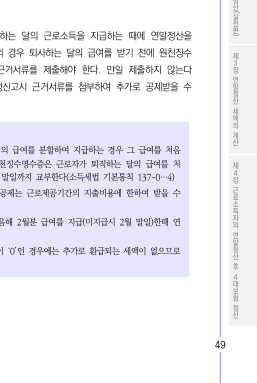 하는 달의 근로소득을 지급하는 때에 연말정산을
의 경우 퇴사하는 달의 급여를 받기 전에 원친징수
근거서류를 제출해야 한다. 만일 제출하지 않는다
정신고시 근거서류를 첨부하여 추가로 공제받을 수
의 급여를 분할하여 지급하는 경우 그 급여를 처음
천징수영수증은 근로자가 퇴직하는 달의 급여를 처
말일까지 교부한다(소득세법 기본통칙 137-0…4)
공제는 근로제공기간의 지출비용에 한하여 받을 수
음해 2월분 급여를 지급(미지급시 2월 말일)한때 연
이 '0'인 경우에는 추가로 환급되는 세액이 없으므로
제3장 연말정산 세액의 계산
제4장 근로소득자의 연말정산 후 4대보험 정산
49